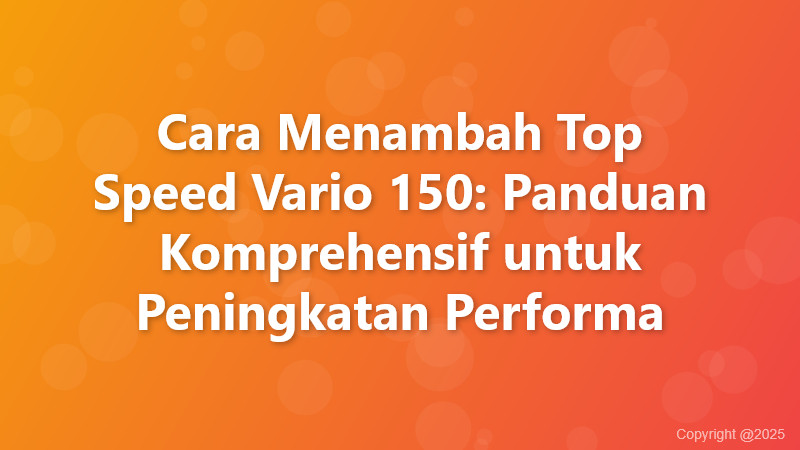 Cara Menambah Top
Speed Vario 150: Panduan
Komprehensif untuk
Peningkatan Performa
Copyright @2025